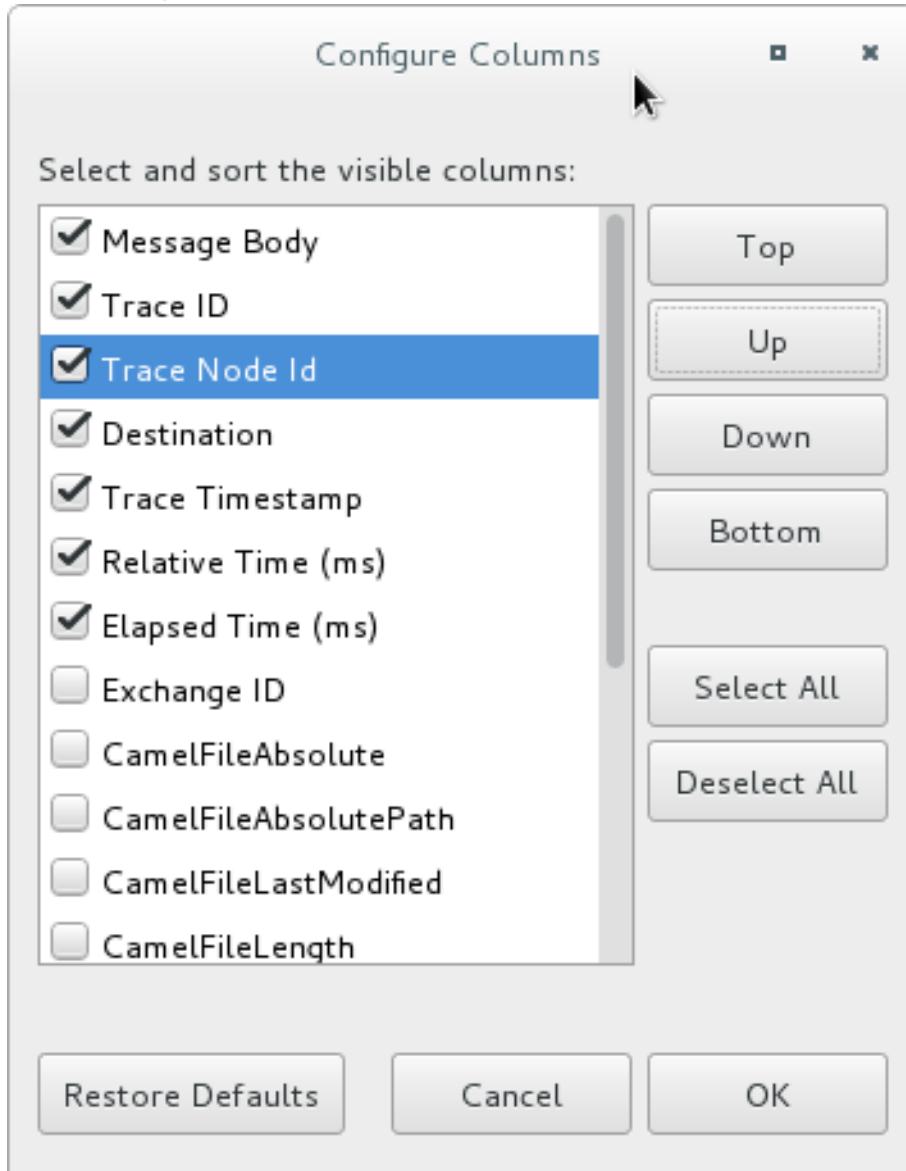 Configure Columns
Select and sort the visible columns:
Message Body
Trace ID
Trace Node Id
Destination
Trace Timestamp
Relative Time (ms)
Elapsed Time (ms)
Exchange ID
CamelFileAbsolute
CamelFileAbsolutePath
CamelFileLastModified
CamelFileLength
Top
Up
Down
Bottom
Select All
Deselect All
Restore Defaults
Cancel
OK